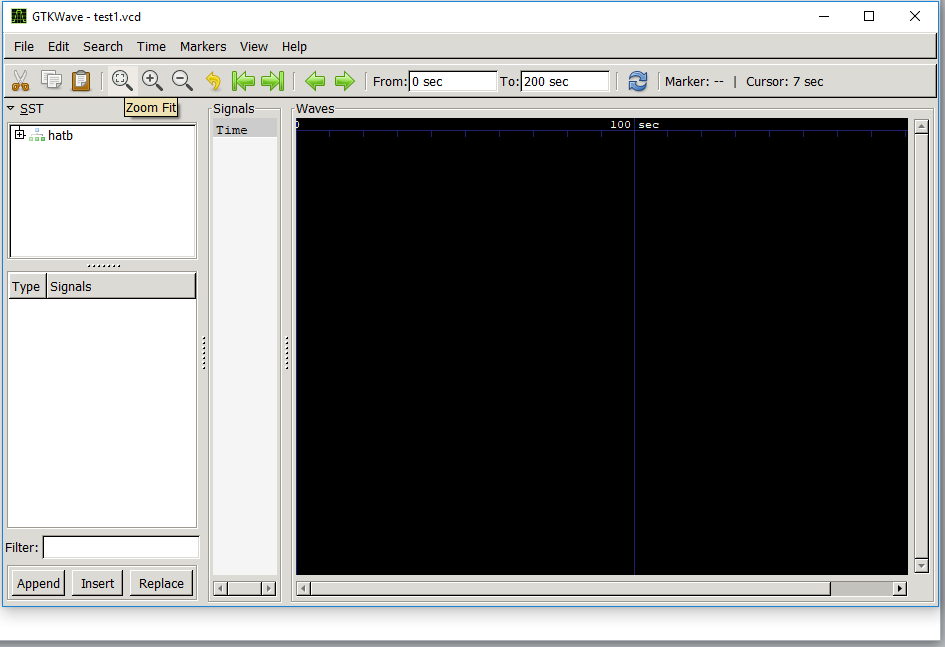 GTKWave - test1.vcd
File Edit Search Time Markers View Help
From: 0 sec To: 200 sec Marker: -- | Cursor: 7 sec
Zoom Fit
SST
Signals
Waves
hatb
Time
0
100 sec
Type Signals
Filter:
Append Insert Replace